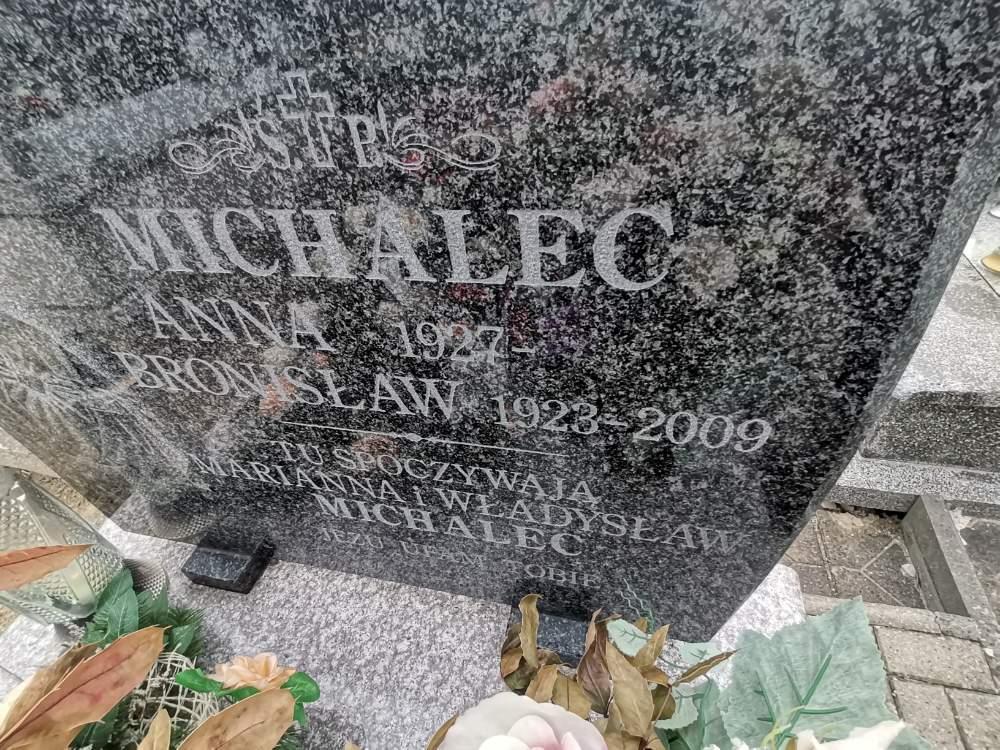 Ś.✝P.
MICHALEC
ANNA 1927-
BRONISŁAW 1923-2009
TU SPOCZYWAJĄ
MARIANNA i WŁADYSŁAW
MICHALEC
JEZU UFAM TOBIE